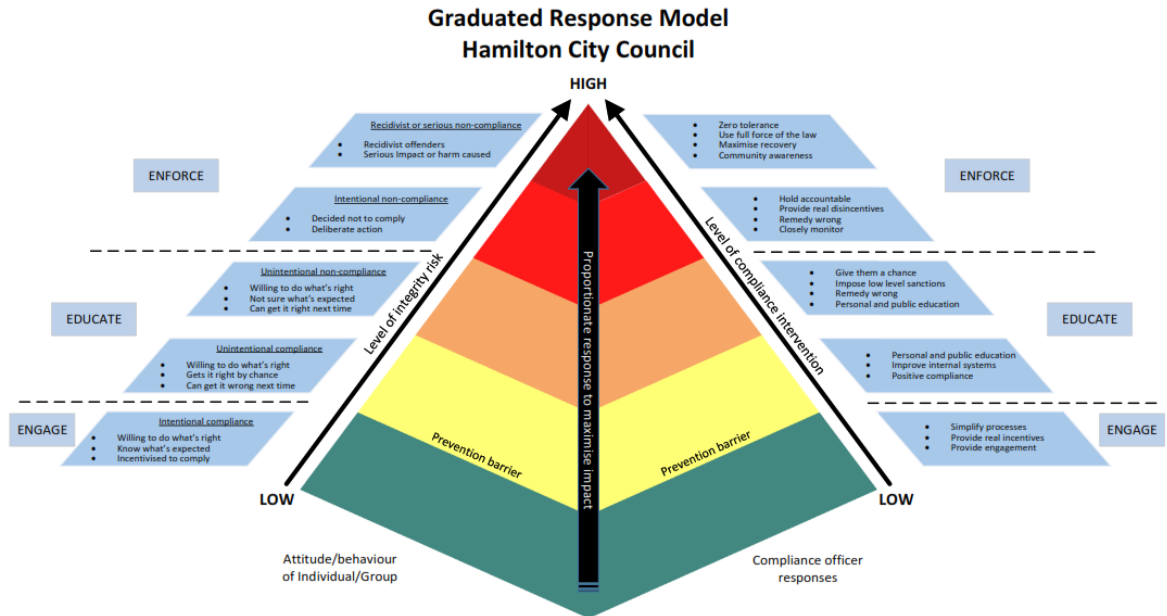 Graduated Response Model
Hamilton City Council
HIGH
Recidivist or serious non-compliance
• Recidivist offenders
• Serious Impact or harm caused
ENFORCE
Intentional non-compliance
• Decided not to comply
• Deliberate action
Unintentional non-compliance
• Willing to do what's right
• Not sure what's expected
• Can get it right next time
EDUCATE
Unintentional compliance
• Willing to do what's right
• Gets it right by chance
• Can get it wrong next time
ENGAGE
Intentional compliance
• Willing to do what's right
• Know what's expected
• Incentivised to comply
Level of integrity risk
LOW
Attitude/behaviour
of Individual/Group
Prevention barrier
Proportionate response to maximise impact
Prevention barrier
Level of compliance intervention
• Zero tolerance
• Use full force of the law
• Maximise recovery
• Community awareness
ENFORCE
• Hold accountable
• Provide real disincentives
• Remedy wrong
• Closely monitor
• Give them a chance
• Impose low level sanctions
• Remedy wrong
• Personal and public education
EDUCATE
• Personal and public education
• Improve internal systems
• Positive compliance
• Simplify processes
• Provide real incentives
• Provide engagement
ENGAGE
LOW
Compliance officer
responses